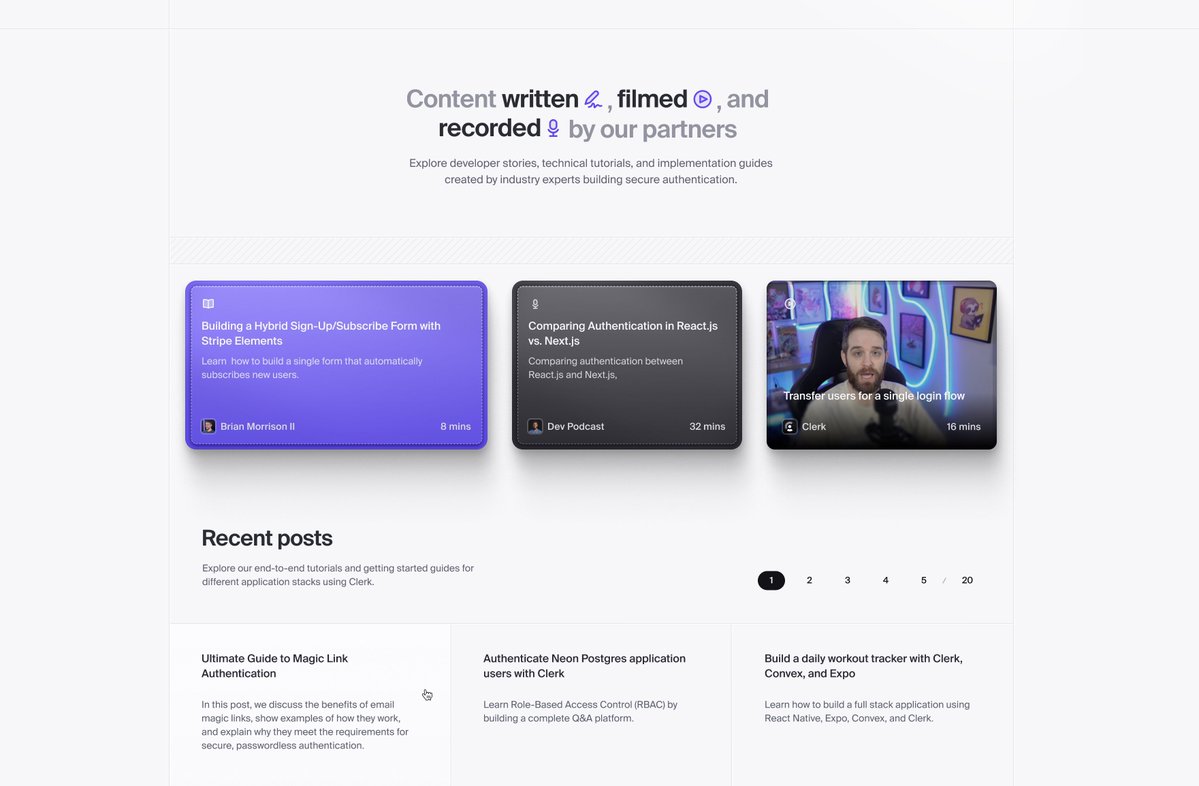 Content written, filmed, and
recorded by our partners
Explore developer stories, technical tutorials, and implementation guides
created by industry experts building secure authentication.
Building a Hybrid Sign-Up/Subscribe Form with
Stripe Elements
Learn how to build a single form that automatically
subscribes new users.
Brian Morrison II
8 mins
Comparing Authentication in React.js
vs. Next.js
Comparing authentication between
React.js and Next.js,
Dev Podcast
32 mins
Transfer users for a single login flow
Clerk
16 mins
Recent posts
Explore our end-to-end tutorials and getting started guides for
different application stacks using Clerk.
1 2 3 4 5 / 20
Ultimate Guide to Magic Link
Authentication
In this post, we discuss the benefits of email
magic links, show examples of how they work,
and explain why they meet the requirements for
secure, passwordless authentication.
Authenticate Neon Postgres application
users with Clerk
Learn Role-Based Access Control (RBAC) by
building a complete Q&A platform.
Build a daily workout tracker with Clerk,
Convex, and Expo
Learn how to build a full stack application using
React Native, Expo, Convex, and Clerk.